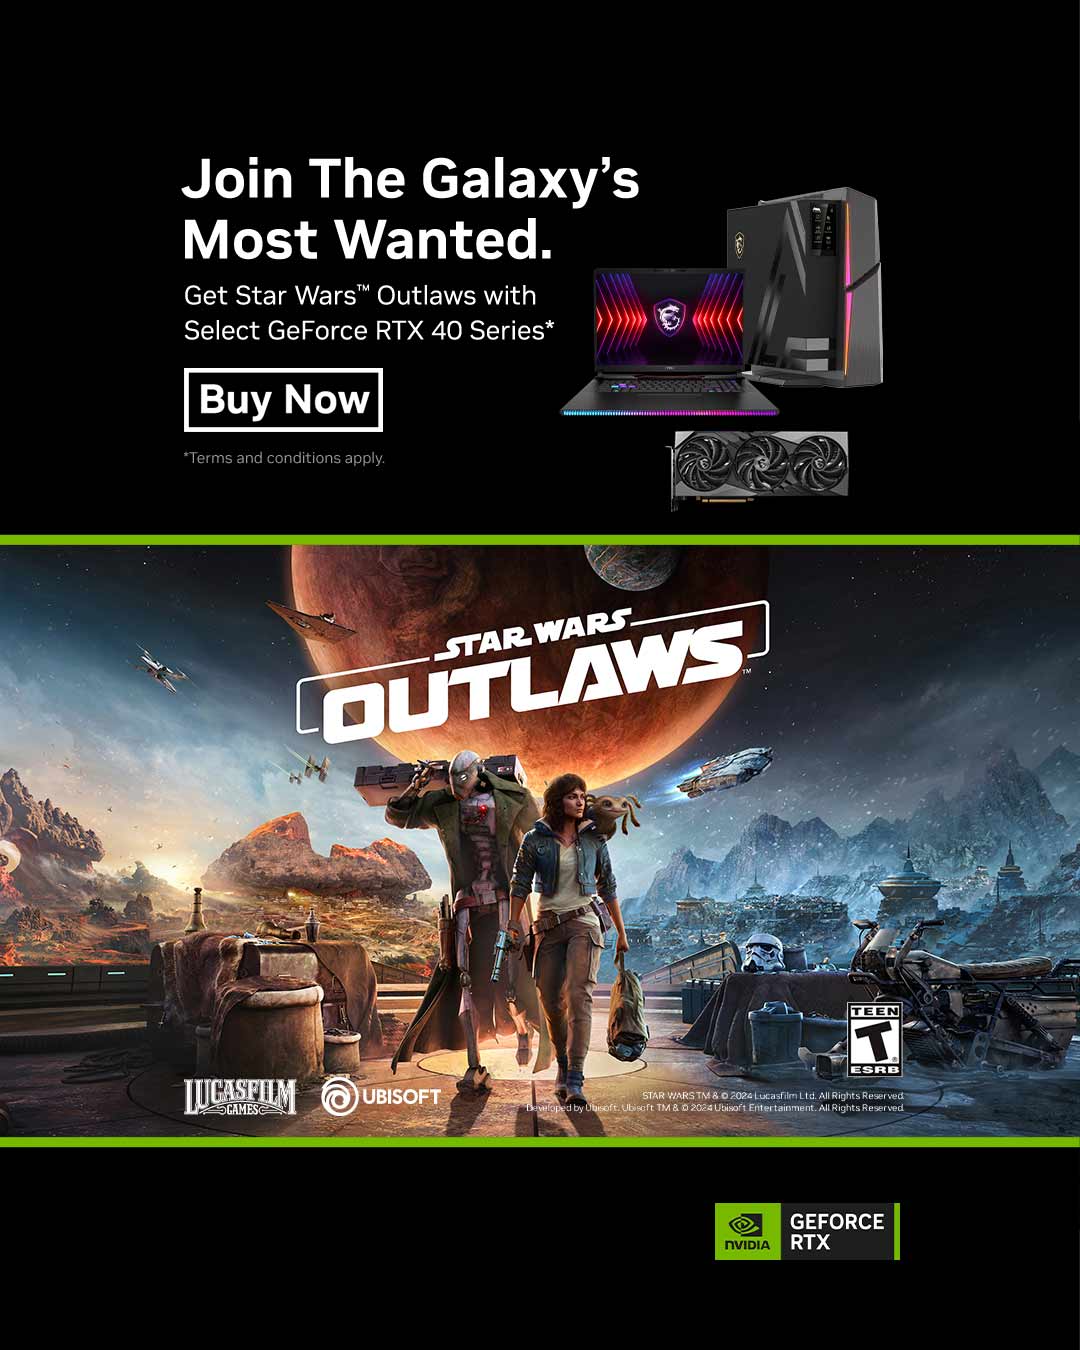 Join The Galaxy's
Most Wanted.
Get Star Wars™ Outlaws with
Select GeForce RTX 40 Series*
Buy Now
*Terms and conditions apply.
STAR WARS
OUTLAWS™
TEEN
T
®
ESRB
LUCASFILM
GAMES
UBISOFT
STAR WARS TM & © 2024 Lucasfilm Ltd. All Rights Reserved.
Developed by Ubisoft. Ubisoft TM & © 2024 Ubisoft Entertainment. All Rights Reserved.
NVIDIA
GEFORCE
RTX